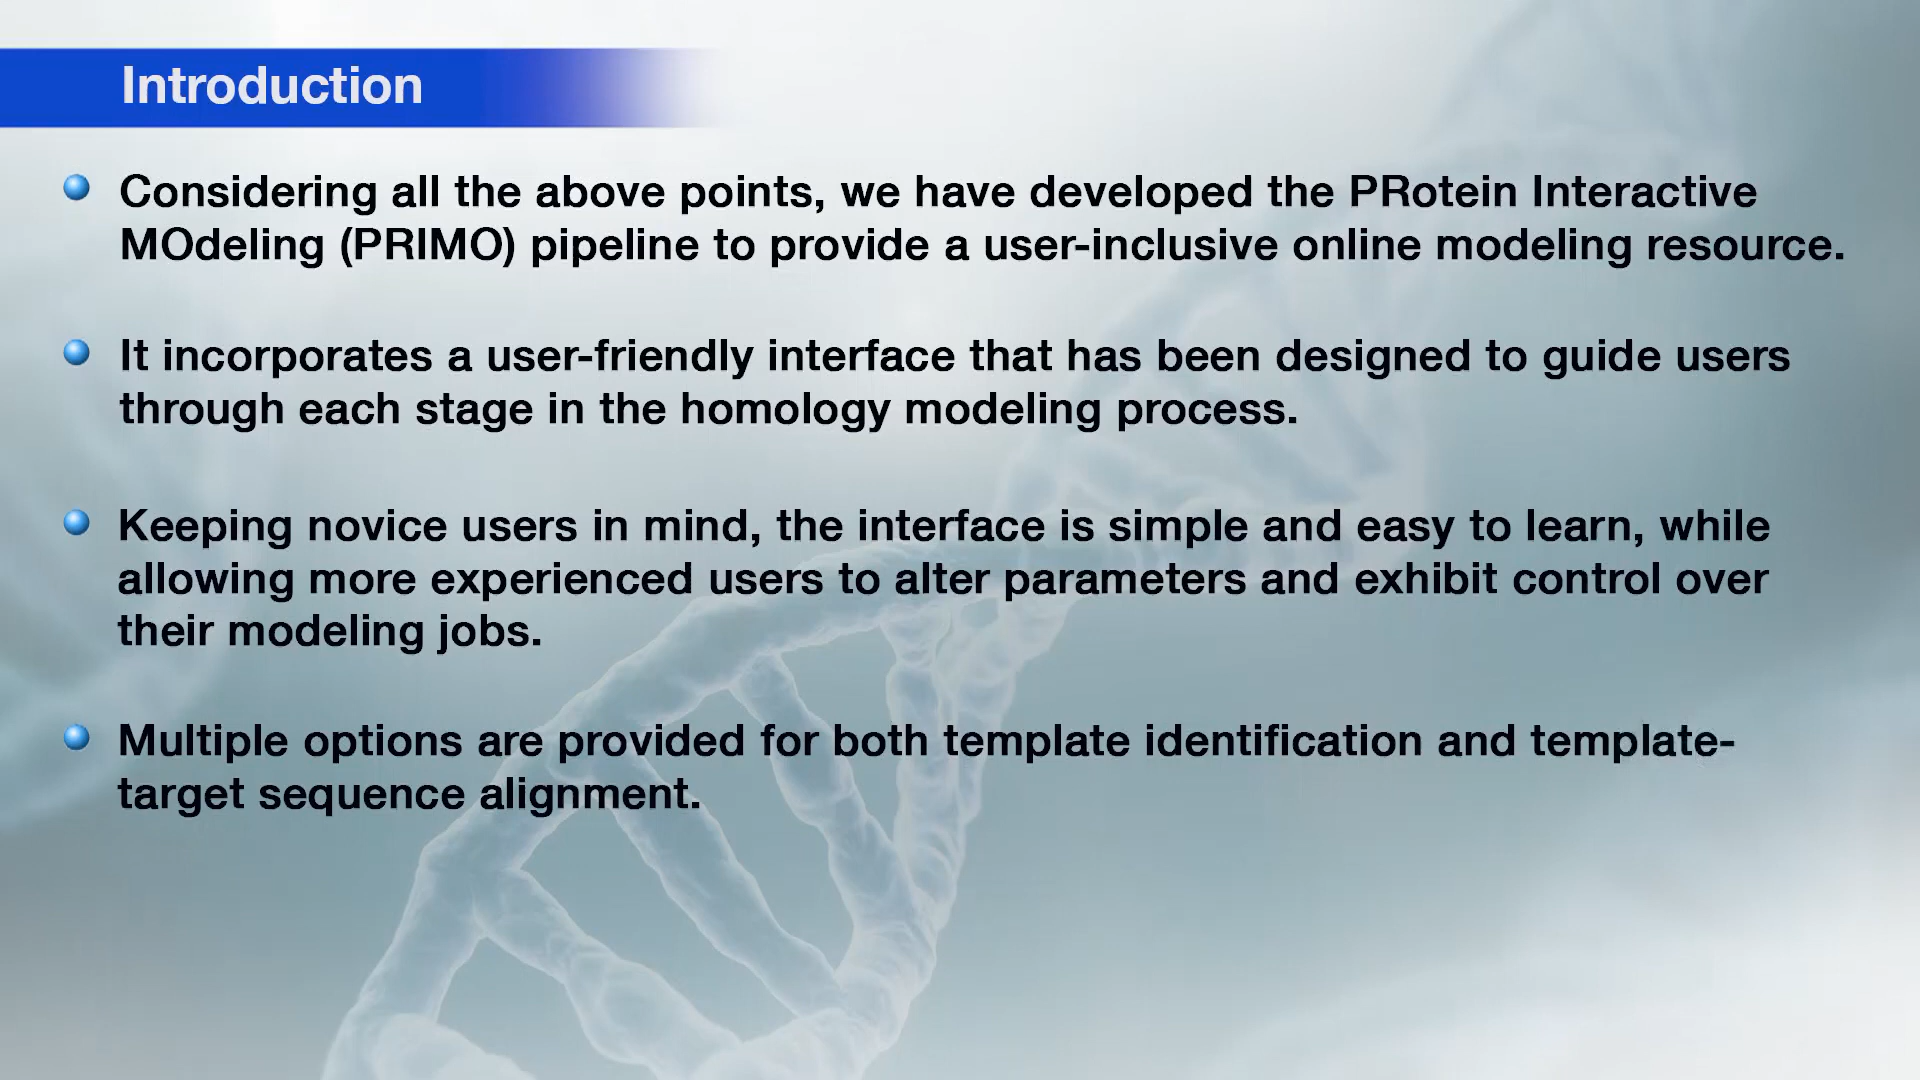 Introduction
Considering all the above points, we have developed the PRotein Interactive
MOdeling (PRIMO) pipeline to provide a user-inclusive online modeling resource.
It incorporates a user-friendly interface that has been designed to guide users
through each stage in the homology modeling process.
Keeping novice users in mind, the interface is simple and easy to learn, while
allowing more experienced users to alter parameters and exhibit control over
their modeling jobs.
Multiple options are provided for both template identification and template-
target sequence alignment.